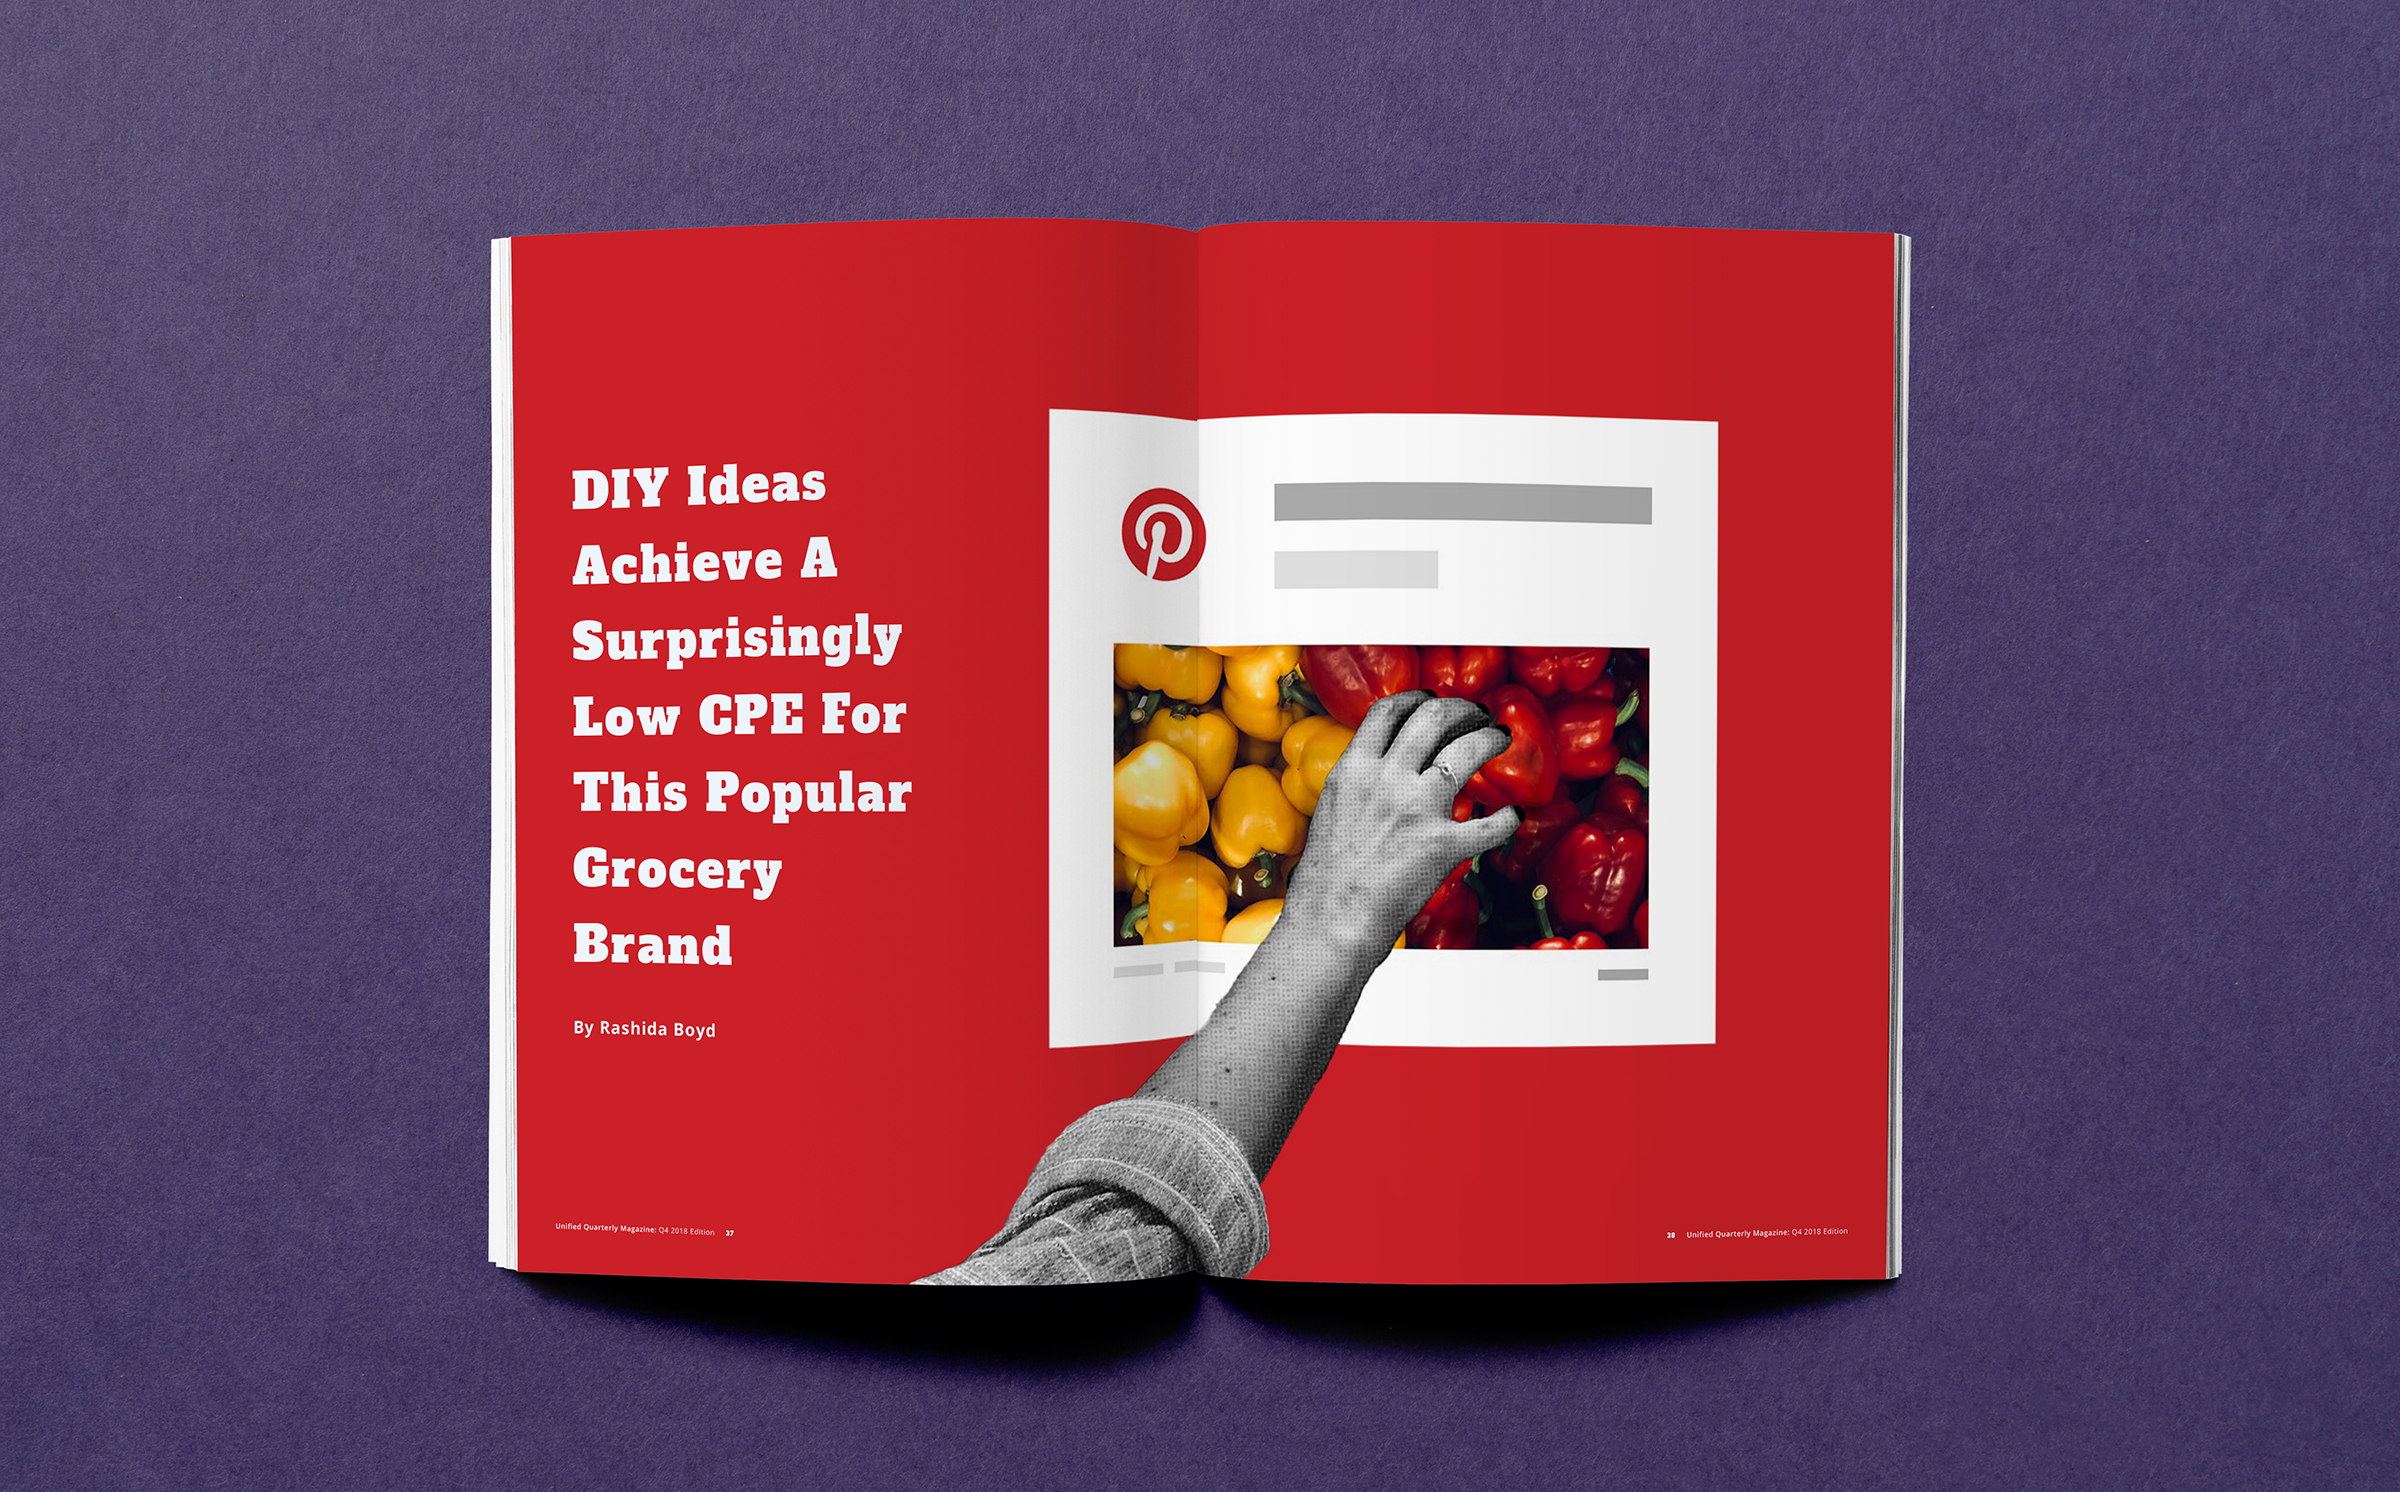 DIY Ideas
Achieve A
Surprisingly
Low CPE For
This Popular
Grocery
Brand
By Rashida Boyd
Unified Quarterly Magazine: Q4 2018 Edition 37
38 Unified Quarterly Magazine: Q4 2018 Edition